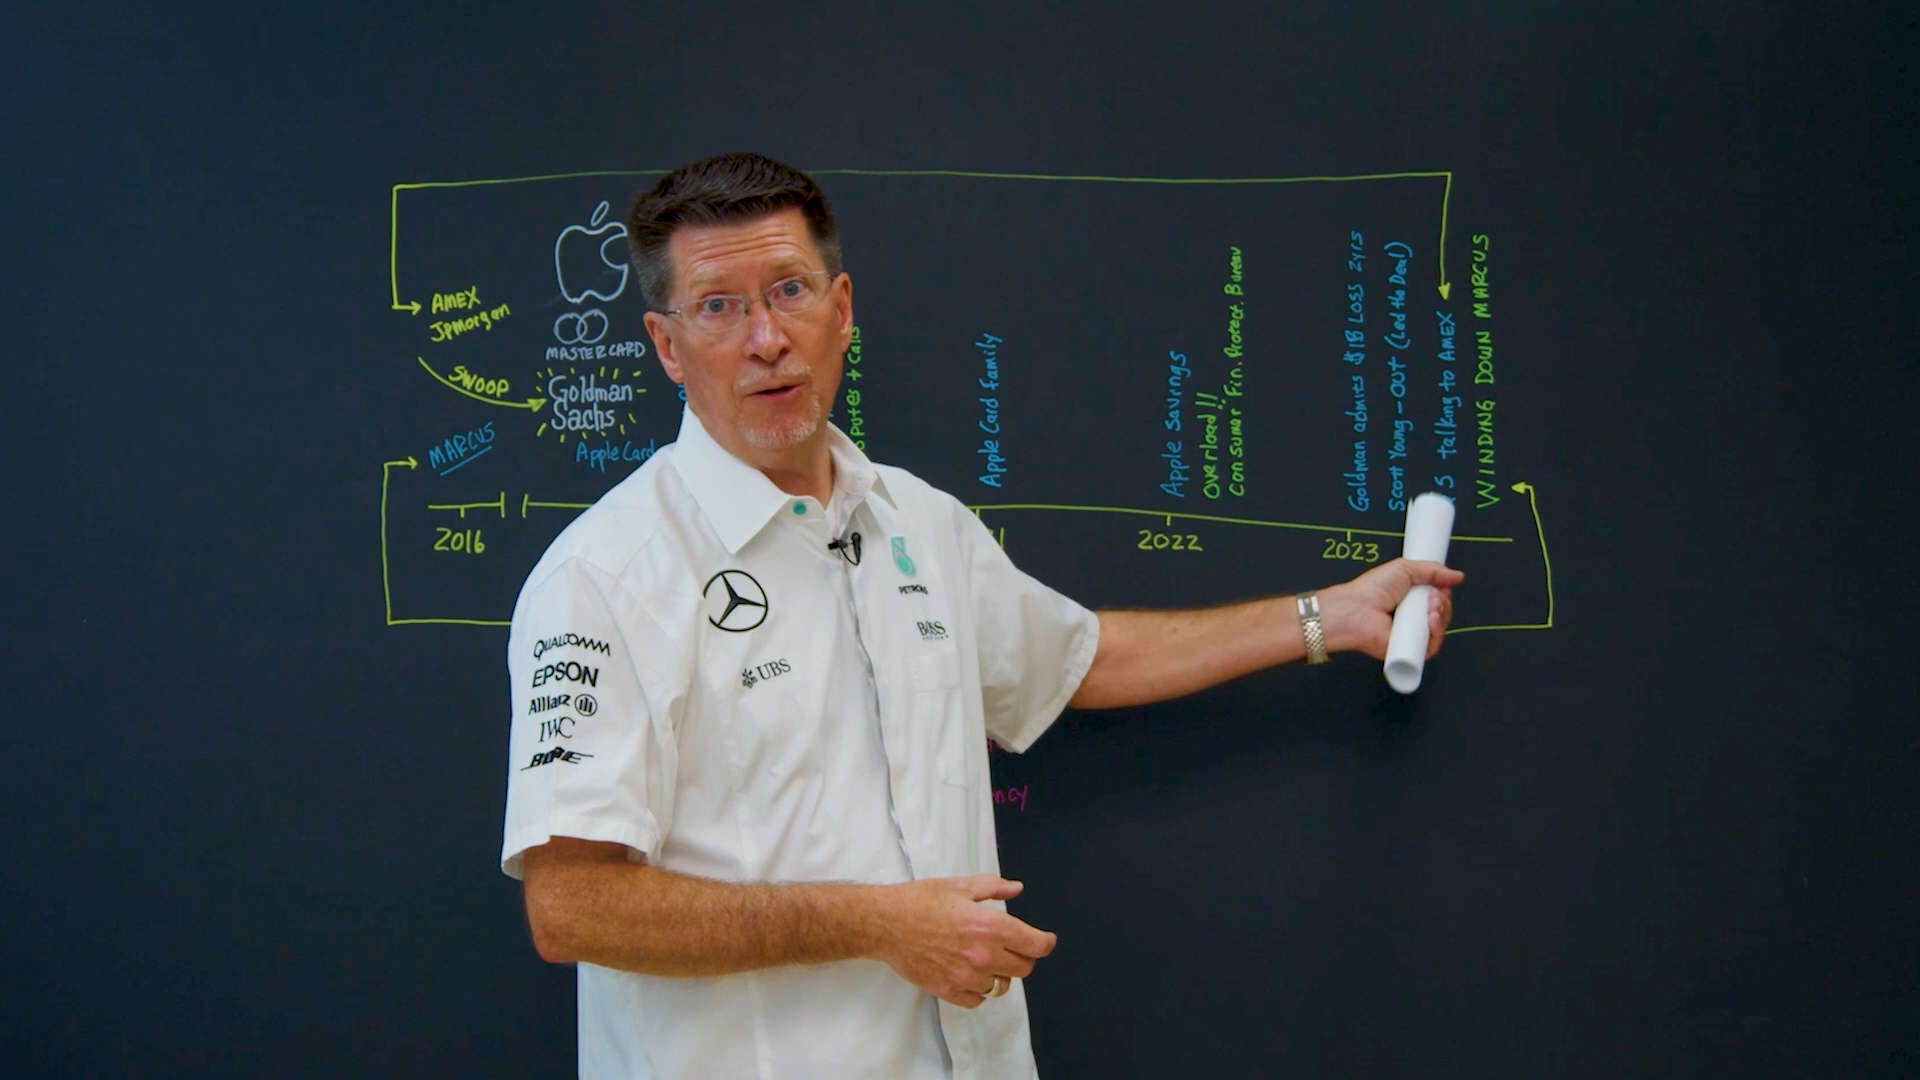 AMEX
Jpmorgan
SWOOP
MASTERCARD
Goldman
Sachs
Apple Card
MARCUS
Apple Card Family
Apple Savings
Overload!!
Consumer Fin. Protect. Bureau
Goldman admits $1B Loss 2yrs
Scott Young - OUT (Led the Deal)
talking to AMEX
WINDING DOWN MARCUS
2016
2022
2023
PETRONAS
BOSS
UBS
QUALCOMM
EPSON
Allianz
IWC
BOSE